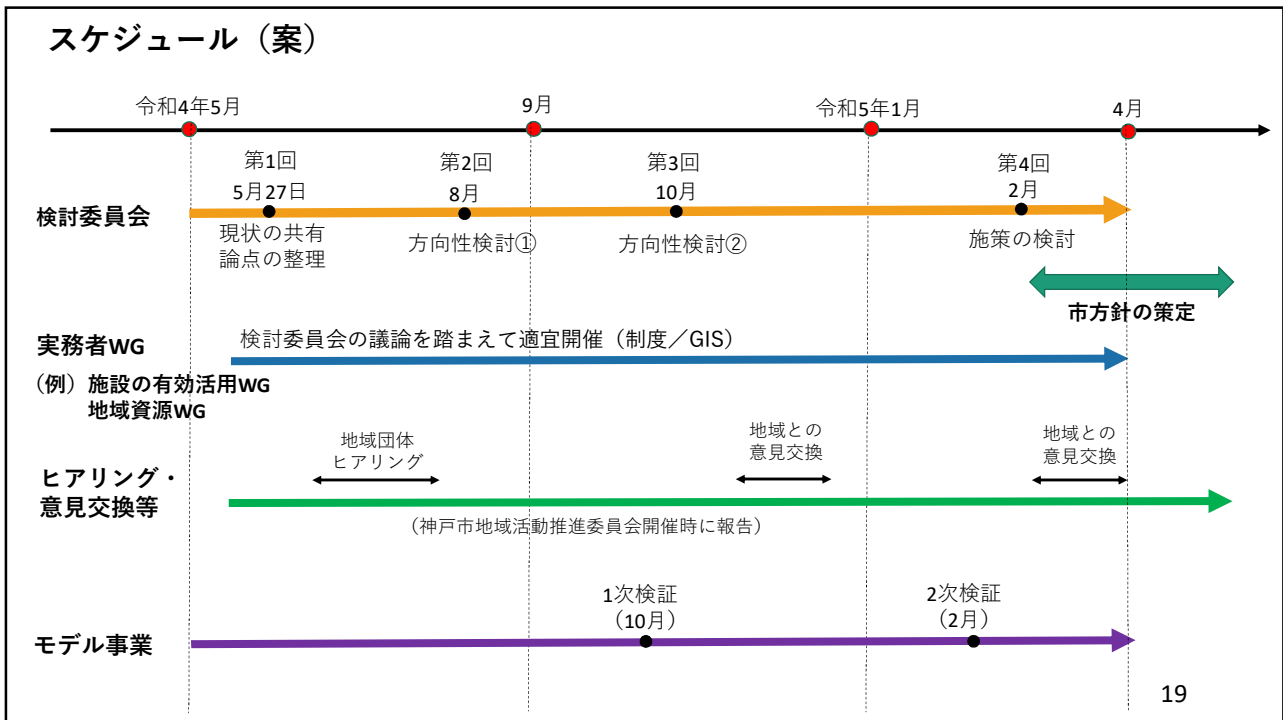 スケジュール（案）
令和4年5月
9月
令和5年1月
4月
検討委員会
第1回
5月27日
現状の共有
論点の整理
第2回
8月
方向性検討①
第3回
10月
方向性検討②
第4回
2月
施策の検討
市方針の策定
実務者WG
（例）施設の有効活用WG
地域資源WG
検討委員会の議論を踏まえて適宜開催（制度／GIS）
ヒアリング・
意見交換等
地域団体
ヒアリング
地域との
意見交換
地域との
意見交換
（神戸市地域活動推進委員会開催時に報告）
モデル事業
1次検証
（10月）
2次検証
（2月）
19